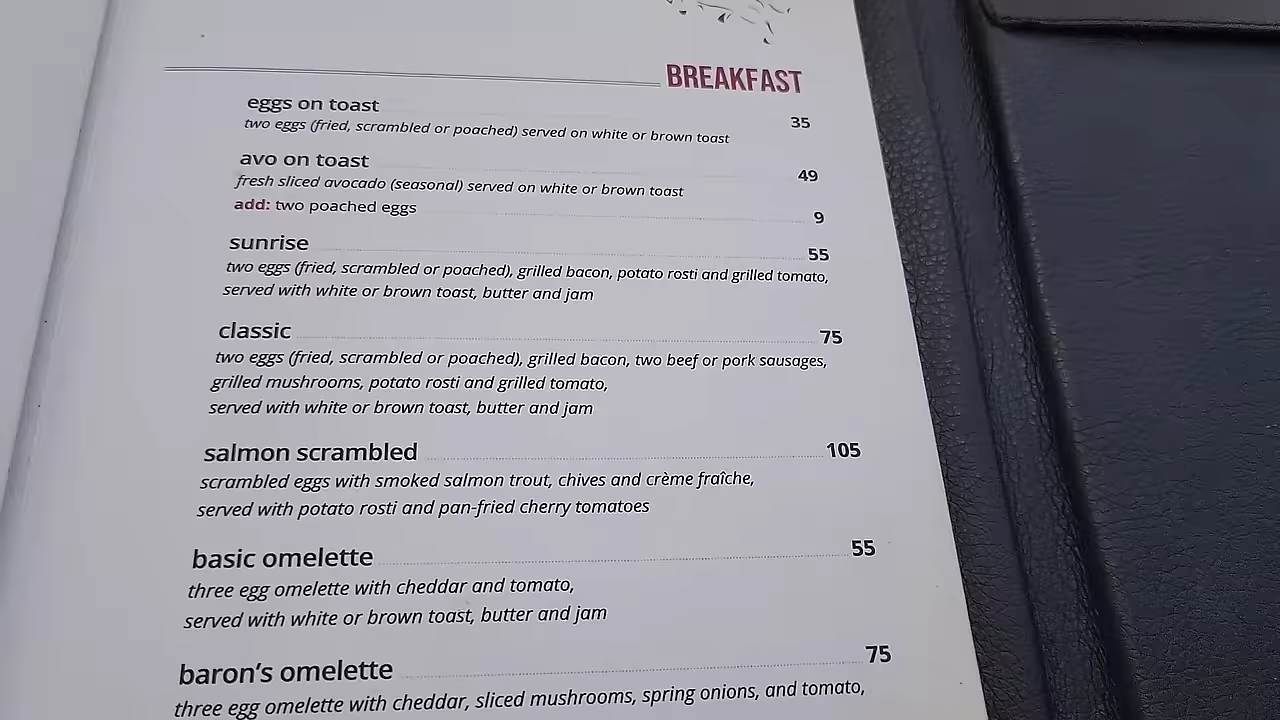 BREAKFAST
eggs on toast 35
two eggs (fried, scrambled or poached) served on white or brown toast
avo on toast 49
fresh sliced avocado (seasonal) served on white or brown toast
add: two poached eggs 9
sunrise 55
two eggs (fried, scrambled or poached), grilled bacon, potato rosti and grilled tomato,
served with white or brown toast, butter and jam
classic 75
two eggs (fried, scrambled or poached), grilled bacon, two beef or pork sausages,
grilled mushrooms, potato rosti and grilled tomato,
served with white or brown toast, butter and jam
salmon scrambled 105
scrambled eggs with smoked salmon trout, chives and crème fraîche,
served with potato rosti and pan-fried cherry tomatoes
basic omelette 55
three egg omelette with cheddar and tomato,
served with white or brown toast, butter and jam
baron's omelette 75
three egg omelette with cheddar, sliced mushrooms, spring onions, and tomato,